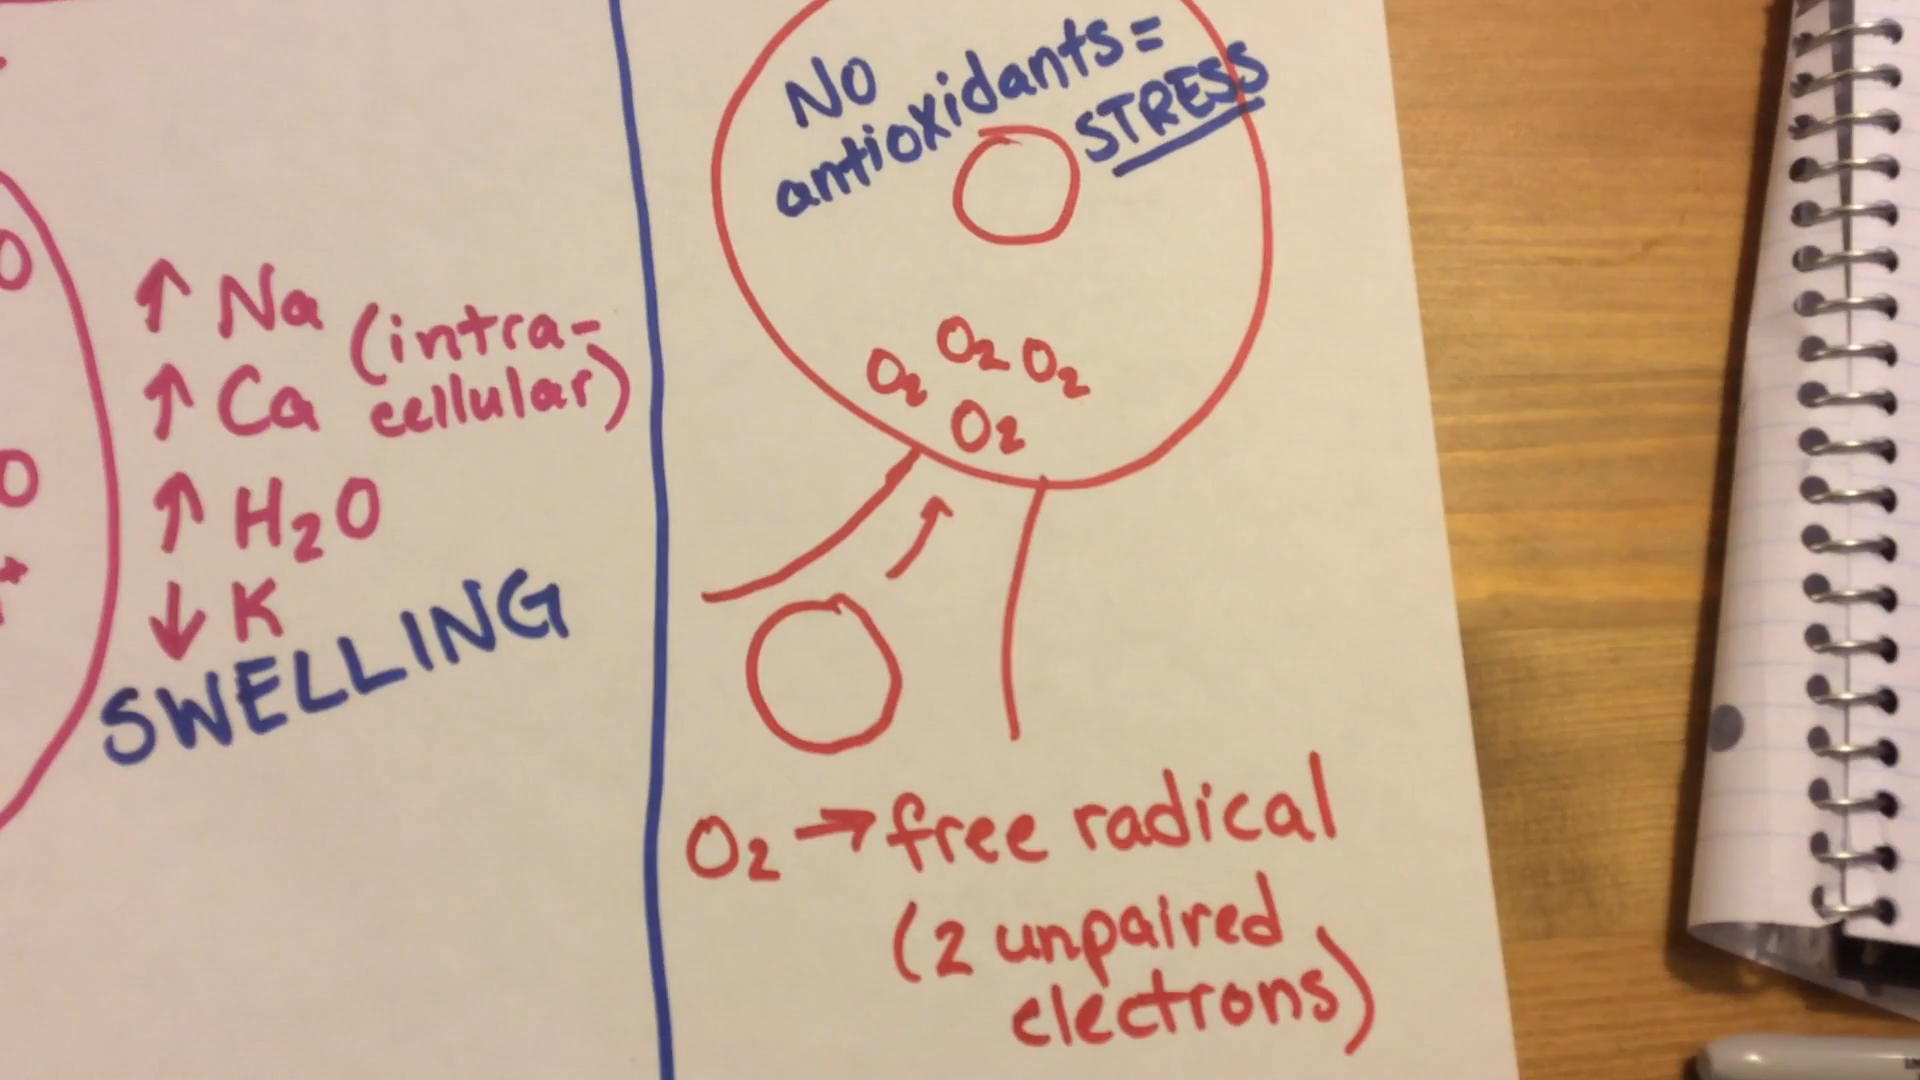 ↑ Na (intra-
↑ Ca cellular)
↑ H2O
↓ K
SWELLING
No
antioxidants =
STRESS
O2 O2 O2
O2
O2 → free radical
(2 unpaired
electrons)